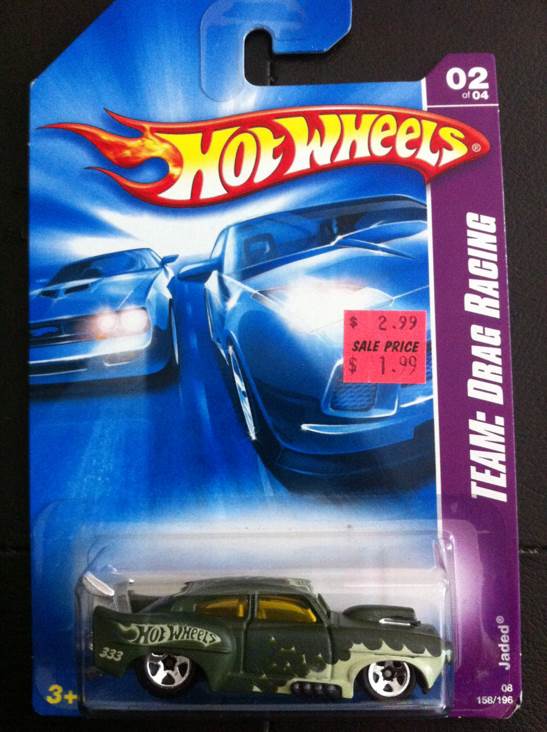 02
of 04
HOT WHEELS®
TEAM: DRAG RACING
$ 2.99
SALE PRICE
$ 1.99
HOT WHEELS
333
3+
Jaded®
08
156/196